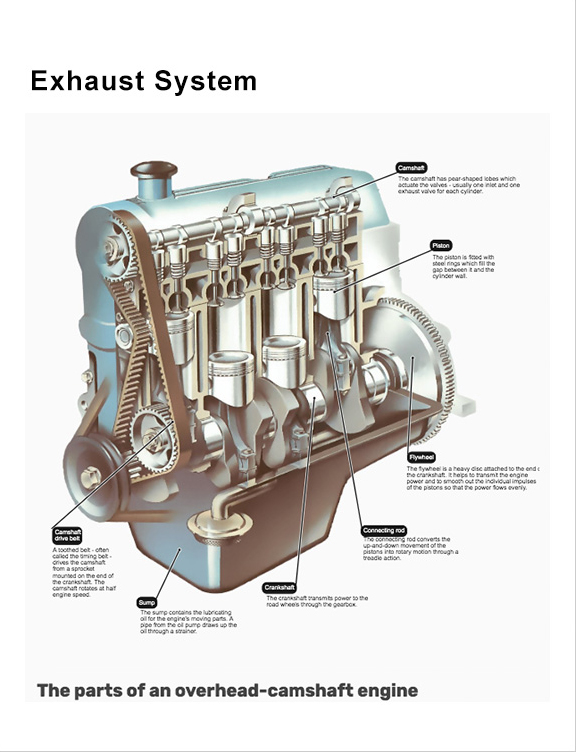 Exhaust System
Camshaft
The camshaft has pear-shaped lobes which
actuate the valves - usually one inlet and one
exhaust valve for each cylinder.
Piston
The piston is fitted with
steel rings which fill the
gap between it and the
cylinder wall.
Flywheel
The flywheel is a heavy disc attached to the end
the crankshaft. It helps to transmit the engine
power and to smooth out the individual impulses
of the pistons so that the power flows evenly.
Connecting rod
The connecting rod converts the
up-and-down movement of the
pistons into rotary motion through a
treadle action.
Camshaft
drive belt
A toothed belt - often
called the timing belt -
drives the camshaft
from a sprocket
mounted on the end of
the crankshaft. The
camshaft rotates at half
engine speed.
Crankshaft
The crankshaft transmits power to the
road wheels through the gearbox.
Sump
The sump contains the lubricating
oil for the engine's moving parts. A
pipe from the oil pump draws up the
oil through a strainer.
The parts of an overhead-camshaft engine